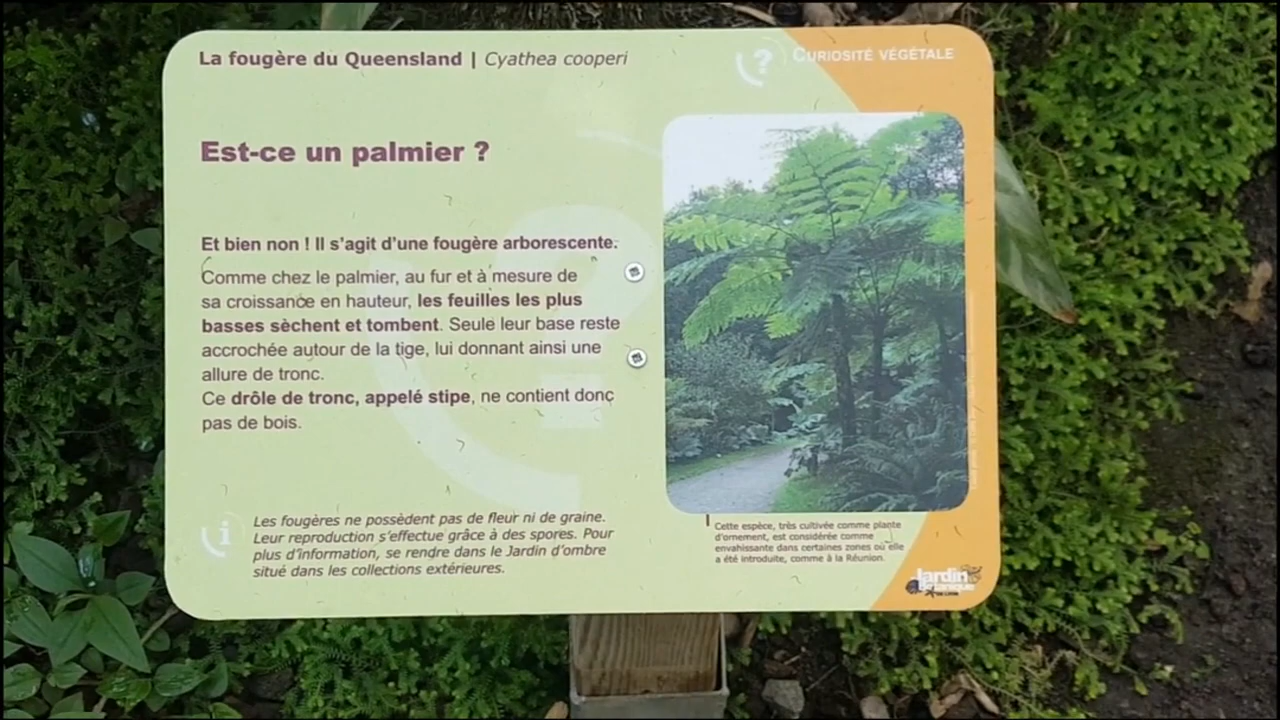 La fougère du Queensland | Cyathea cooperi
CURIOSITÉ VÉGÉTALE
Est-ce un palmier ?
Et bien non ! Il s'agit d'une fougère arborescente.
Comme chez le palmier, au fur et à mesure de
sa croissance en hauteur, les feuilles les plus
basses sèchent et tombent. Seule leur base reste
accrochée autour de la tige, lui donnant ainsi une
allure de tronc.
Ce drôle de tronc, appelé stipe, ne contient donc
pas de bois.
Les fougères ne possèdent pas de fleur ni de graine.
Leur reproduction s'effectue grâce à des spores. Pour
plus d'information, se rendre dans le Jardin d'ombre
situé dans les collections extérieures.
Cette espèce, très cultivée comme plante
d'ornement, est considérée comme
envahissante dans certaines zones où elle
a été introduite, comme à la Réunion.
Jardin
botanique